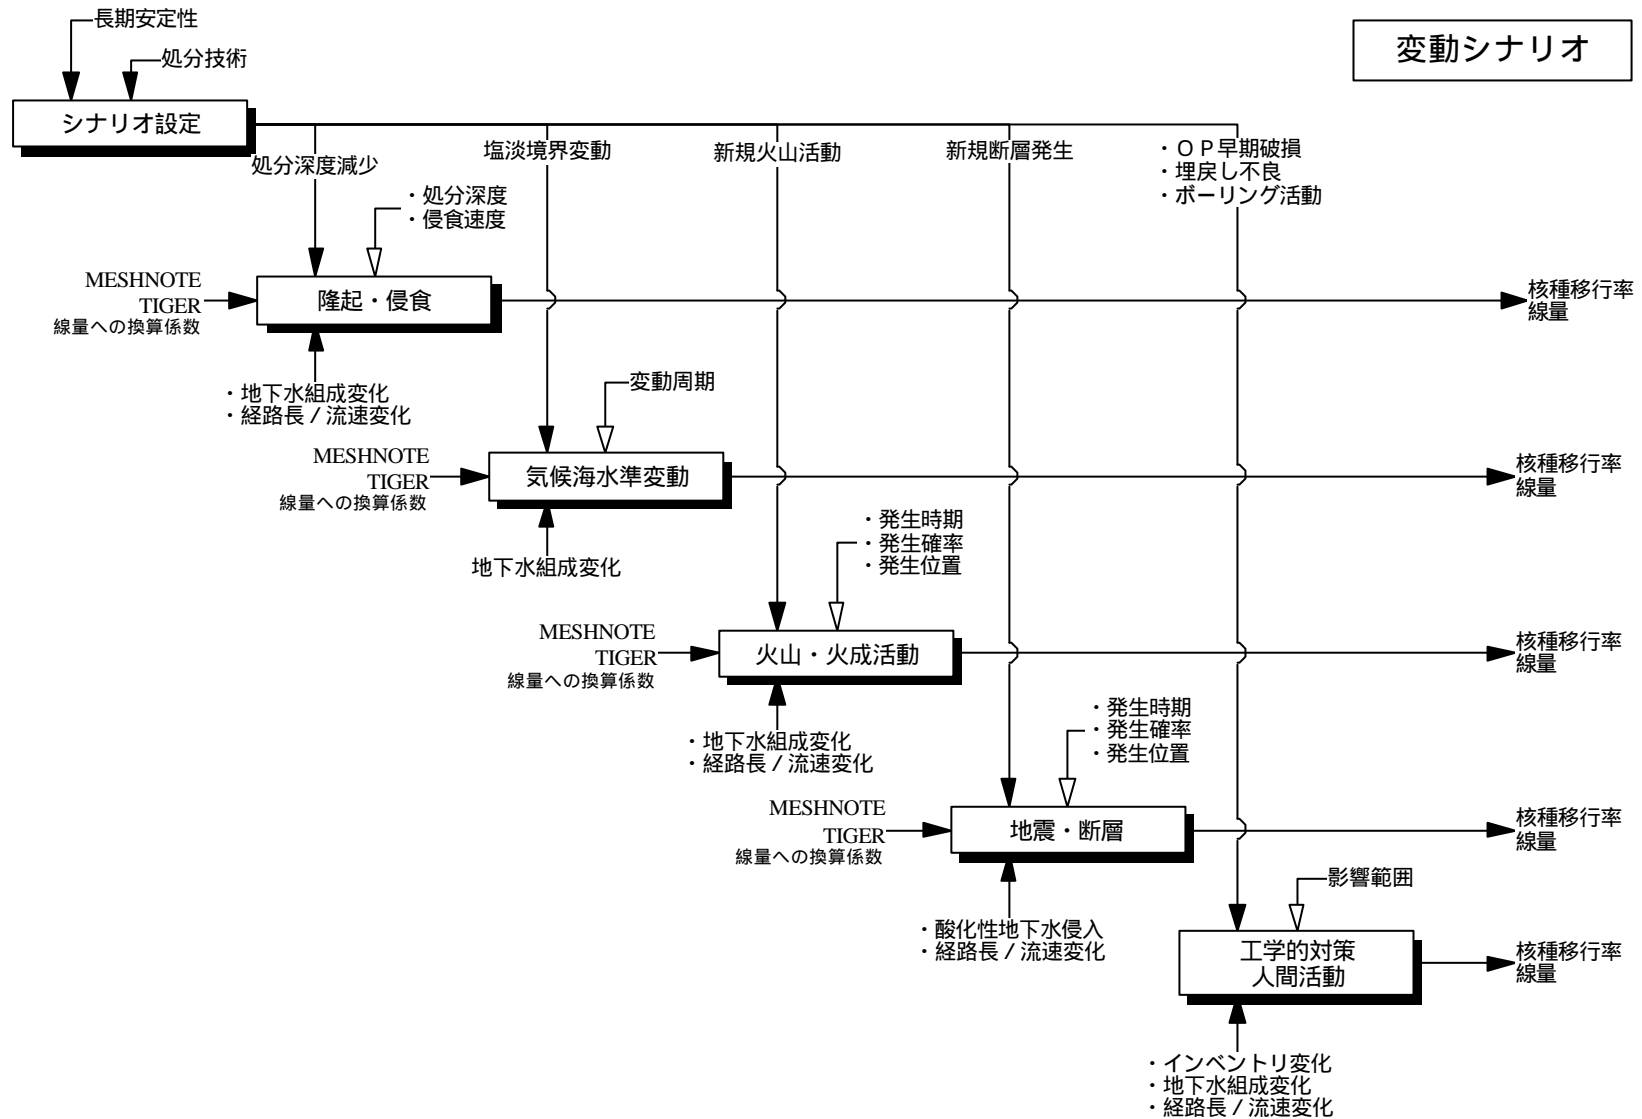 長期安定性
変動シナリオ
処分技術
シナリオ設定
処分深度減少
塩淡境界変動
新規火山活動
新規断層発生
・ＯＰ早期破損
・埋戻し不良
・ボーリング活動
・処分深度
・侵食速度
MESHNOTE
TIGER
線量への換算係数
隆起・侵食
核種移行率
線量
・地下水組成変化
・経路長／流速変化
変動周期
MESHNOTE
TIGER
線量への換算係数
気候海水準変動
核種移行率
線量
地下水組成変化
・発生時期
・発生確率
・発生位置
MESHNOTE
TIGER
線量への換算係数
火山・火成活動
核種移行率
線量
・地下水組成変化
・経路長／流速変化
・発生時期
・発生確率
・発生位置
MESHNOTE
TIGER
線量への換算係数
地震・断層
核種移行率
線量
・酸化性地下水侵入
・経路長／流速変化
影響範囲
工学的対策
人間活動
核種移行率
線量
・インベントリ変化
・地下水組成変化
・経路長／流速変化